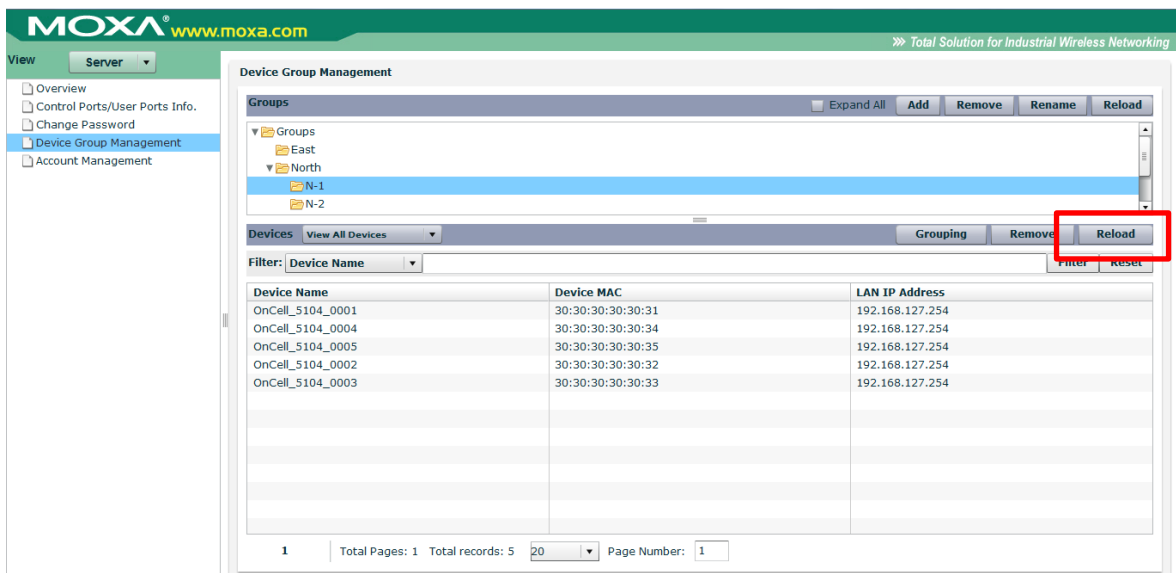 MOXA® www.moxa.com
Total Solution for Industrial Wireless Networking
View Server
Overview
Control Ports/User Ports Info.
Change Password
Device Group Management
Account Management
Device Group Management
Groups Expand All Add Remove Rename Reload
Groups
East
North
N-1
N-2
Devices View All Devices Grouping Remove Reload
Filter: Device Name Filter Reset
Device Name Device MAC LAN IP Address
OnCell_5104_0001 30:30:30:30:30:31 192.168.127.254
OnCell_5104_0004 30:30:30:30:30:34 192.168.127.254
OnCell_5104_0005 30:30:30:30:30:35 192.168.127.254
OnCell_5104_0002 30:30:30:30:30:32 192.168.127.254
OnCell_5104_0003 30:30:30:30:30:33 192.168.127.254
1 Total Pages: 1 Total records: 5 20 Page Number: 1